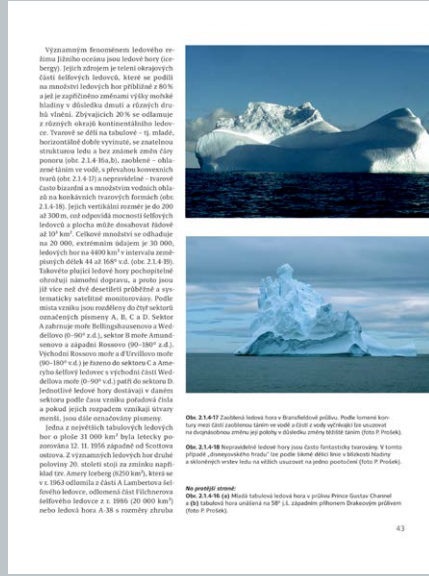 Významným fenoménem ledového re-
žimu Jižního oceánu jsou ledové hory (ice-
bergy). Jejich zdrojem je telení okrajových
částí šelfových ledovců, které se podílí
na množství ledových hor přibližně z 80 %
a jež je zapříčiněno změnami výšky mořské
hladiny v důsledku dmutí a různých dru-
hů vlnění. Zbývajících 20 % se odlamuje
z různých okrajů kontinentálního ledov-
ce. Tvarově se dělí na tabulové – tj. mladé,
horizontálně dobře vyvinuté, se znatelnou
strukturou ledu a bez známek změn čáry
ponoru (obr. 2.1.4-16a,b), zaoblené – ohla-
zené táním ve vodě, s převahou konvexních
tvarů (obr. 2.1.4-17) a nepravidelné – tvarově
často bizardní a s množstvím vodních ohla-
zů na konkávních tvarových formách (obr.
2.1.4-18). Jejich vertikální rozměr je do 200
až 300 m, což odpovídá mocnosti šelfových
ledovců a plocha může dosahovat řádově
až 10³ km². Celkové množství se odhaduje
na 20 000, extrémním údajem je 30 000,
ledových hor na 4400 km² v intervalu země-
pisných délek 44 až 168° v.d. (obr. 2.1.4-19).
Takovéto plující ledové hory pochopitelně
ohrožují námořní dopravu, a proto jsou
již více než dvě desetiletí průběžně a sys-
tematicky satelitně monitorovány. Podle
místa vzniku jsou rozděleny do čtyř sektorů
označených písmeny A, B, C a D. Sektor
A zahrnuje moře Bellingshausenovo a Wed-
dellovo (0–90° z.d.), sektor B moře Amund-
senovo a západní Rossovo (90–180° z.d.).
Východní Rossovo moře a d'Urvillovo moře
(90–180° v.d.) je řazeno do sektoru C a Ame-
ryho šelfový ledovec s východní částí Wed-
dellova moře (0–90° v.d.) patří do sektoru D.
Jednotlivé ledové hory dostávají v daném
sektoru podle času vzniku pořadová čísla
a pokud jejich rozpadem vznikají útvary
menší, jsou dále označovány písmeny.
Jedna z největších tabulových ledových
hor o ploše 31 000 km² byla letecky po-
zorována 12. 11. 1956 západně od Scottova
ostrova. Z významných ledových hor druhé
poloviny 20. století stojí za zmínku např-
klad tzv. Amery Iceberg (6250 km²), která se
v r. 1963 odlomila z části A Lambertova šel-
fového ledovce, odlomená část Filchnerova
šelfového ledovce z r. 1986 (20 000 km²)
nebo ledová hora A-38 s rozměry zhruba
Obr. 2.1.4-17 Zaoblená ledová hora v Bransfieldově průlivu. Podle lomené kon-
tury mezi částí zaoblenou táním ve vodě a částí z vody vyčnívající lze usuzovat
na dvojnásobnou změnu její polohy v důsledku změny těžiště táním (foto P. Prošek).
Obr. 2.1.4-18 Nepravidelné ledové hory jsou často fantasticky tvarovány. V tomto
případě „disneyovského hradu" lze podle šikmé dělící linie v blízkosti hladiny
a skloněných vrstev ledu na věžích usuzovat na jedno pootočení (foto P. Prošek).
Na protější straně:
Obr. 2.1.4-16 (a) Mladá tabulová ledová hora v průlivu Prince Gustav Channel
a (b) tabulová hora unášená na 58° j.š. západním příhonem Drakeovým průlivem
(foto P. Prošek).
43